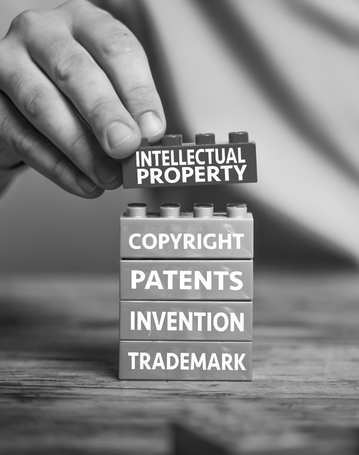 INTELLECTUAL
PROPERTY
COPYRIGHT
PATENTS
INVENTION
TRADEMARK